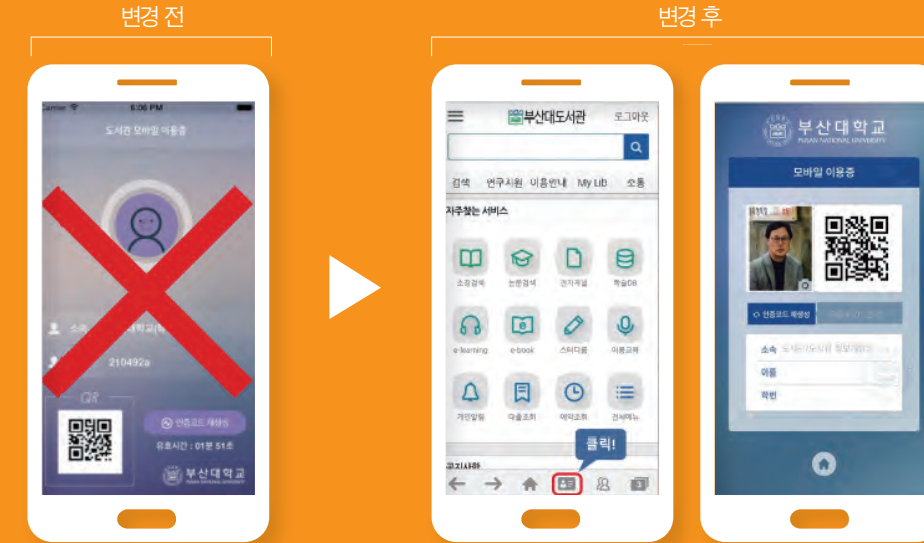 변경 전
변경 후
6:06 PM
도서관 모바일 이용증
소속
210492a
QR
인증코드 재생성
유효시간 : 01분 51초
부산대학교
부산대도서관
로그아웃
검색 연구지원 이용안내 My Lib 소통
자주찾는 서비스
소장검색 논문검색 전자저널 학술DB
e-learning e-book 스터디룸 이용교육
개인알림 대출조회 예약조회 전체메뉴
클릭!
공지사항
부산대학교
PUSAN NATIONAL UNIVERSITY
모바일 이용증
인증코드 재생성
소속
이름
학번